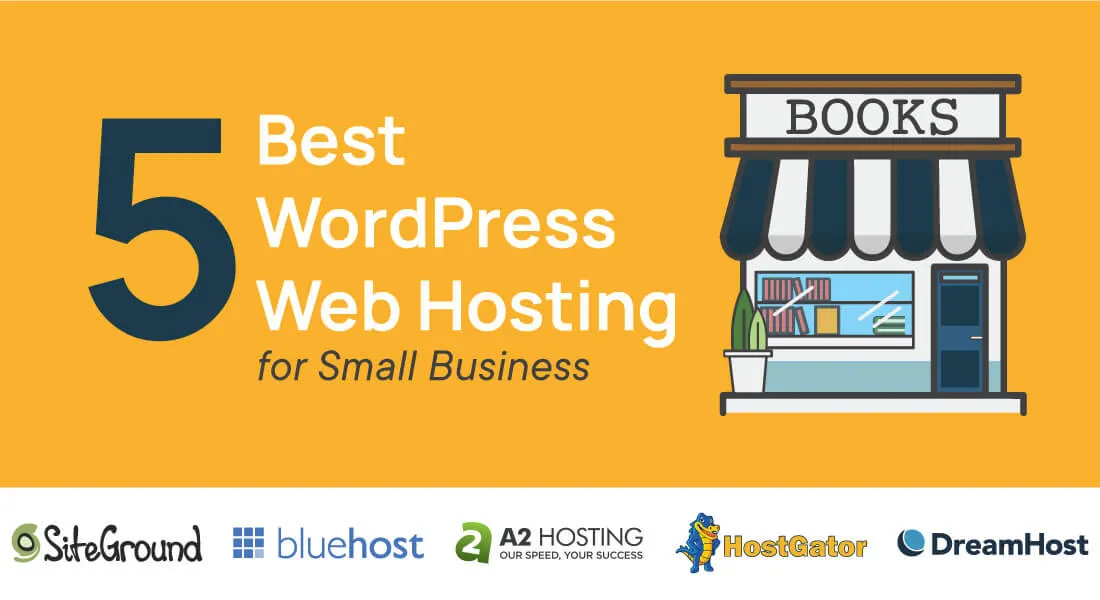 5
Best
WordPress
Web Hosting
for Small Business
BOOKS
SiteGround
bluehost
A2 HOSTING
OUR SPEED, YOUR SUCCESS
HostGator
DreamHost